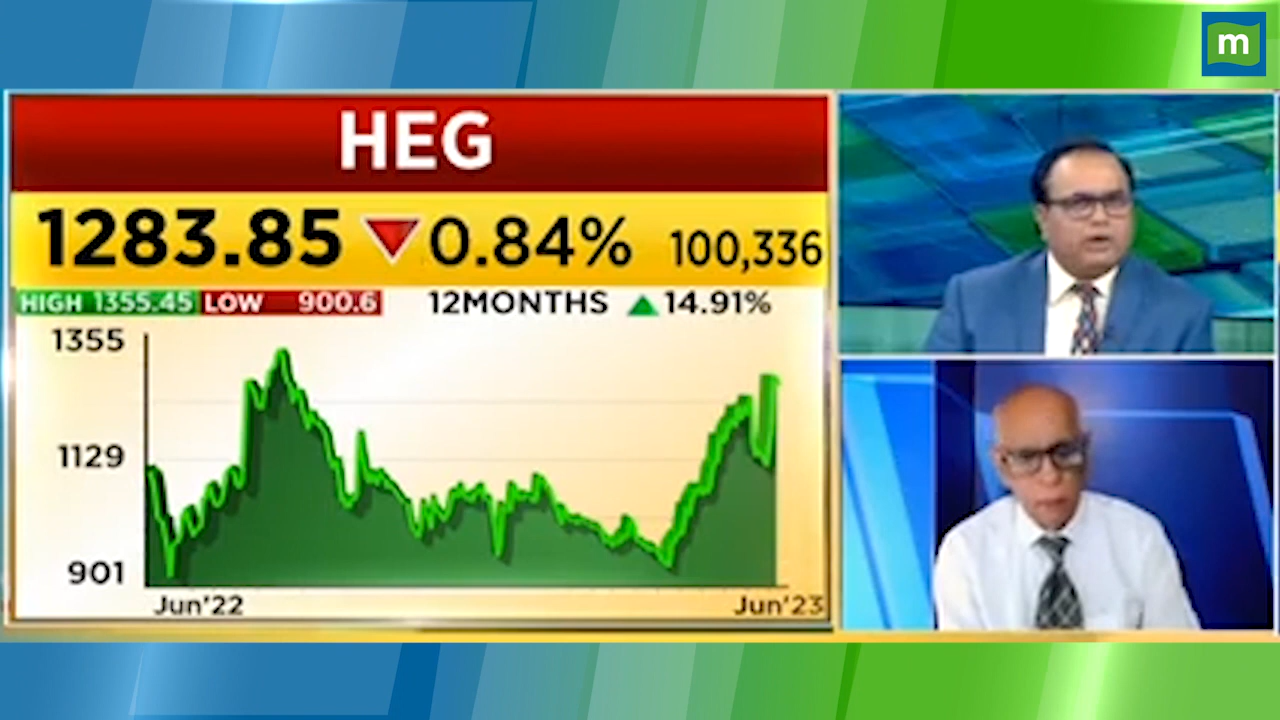 m
HEG
1283.85 ▼ 0.84% 100,336
HIGH 1355.45 LOW 900.6 12MONTHS ▲ 14.91%
1355
1129
901
Jun'22 Jun'23